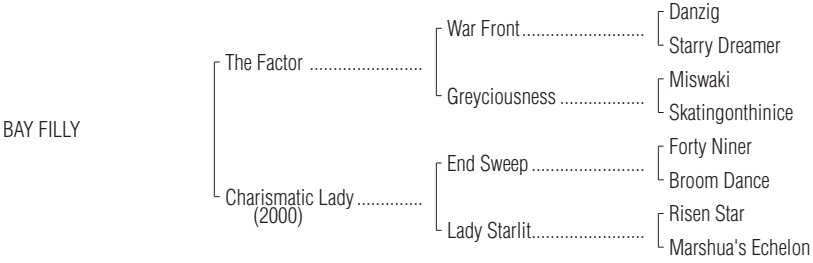 Danzig
War Front........................
Starry Dreamer
The Factor ......................
Miswaki
Greyciousness .................
Skatingonthinice
BAY FILLY
Forty Niner
End Sweep ......................
Broom Dance
Charismatic Lady.............
(2000)
Risen Star
Lady Starlit......................
Marshua's Echelon